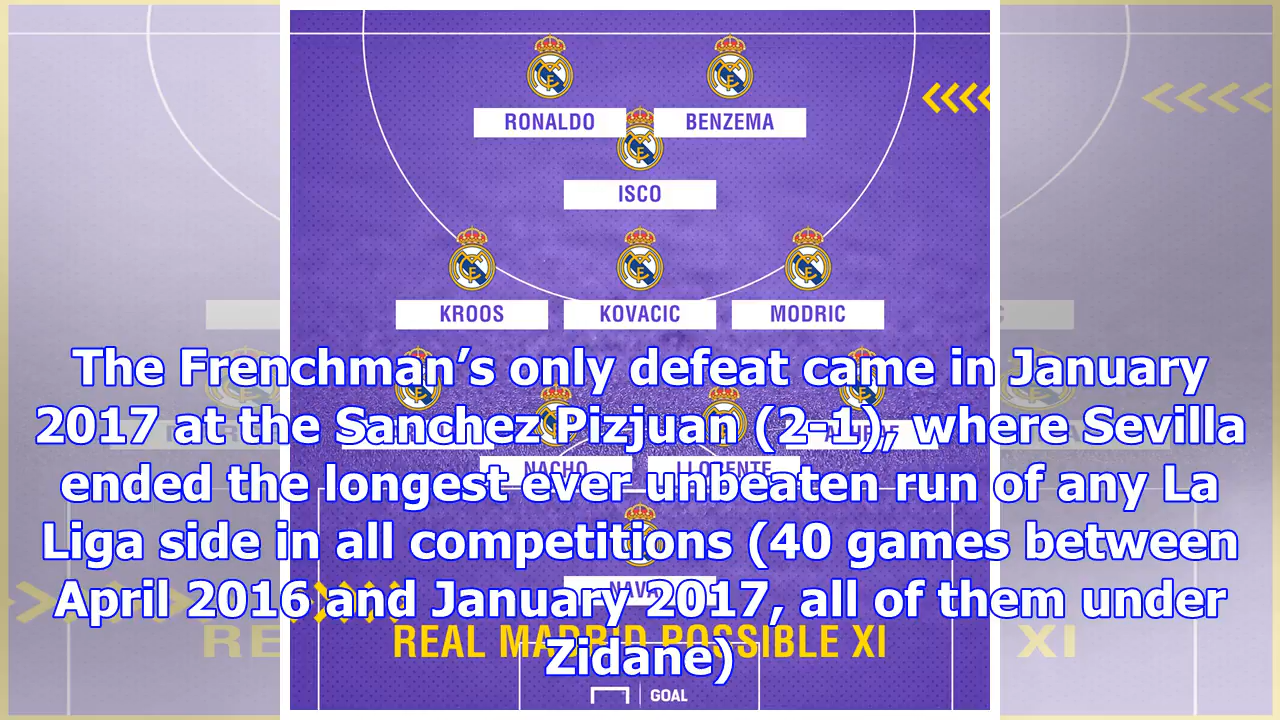 RONALDO BENZEMA
ISCO
KROOS KOVACIC MODRIC
The Frenchman’s only defeat came in January
2017 at the Sanchez Pizjuan (2-1), where Sevilla
NACHO LLORENTE
ended the longest ever unbeaten run of any La
Liga side in all competitions (40 games between
April 2016 and January 2017, all of them under
REAL MADRID POSSIBLE XI
Zidane)
GOAL